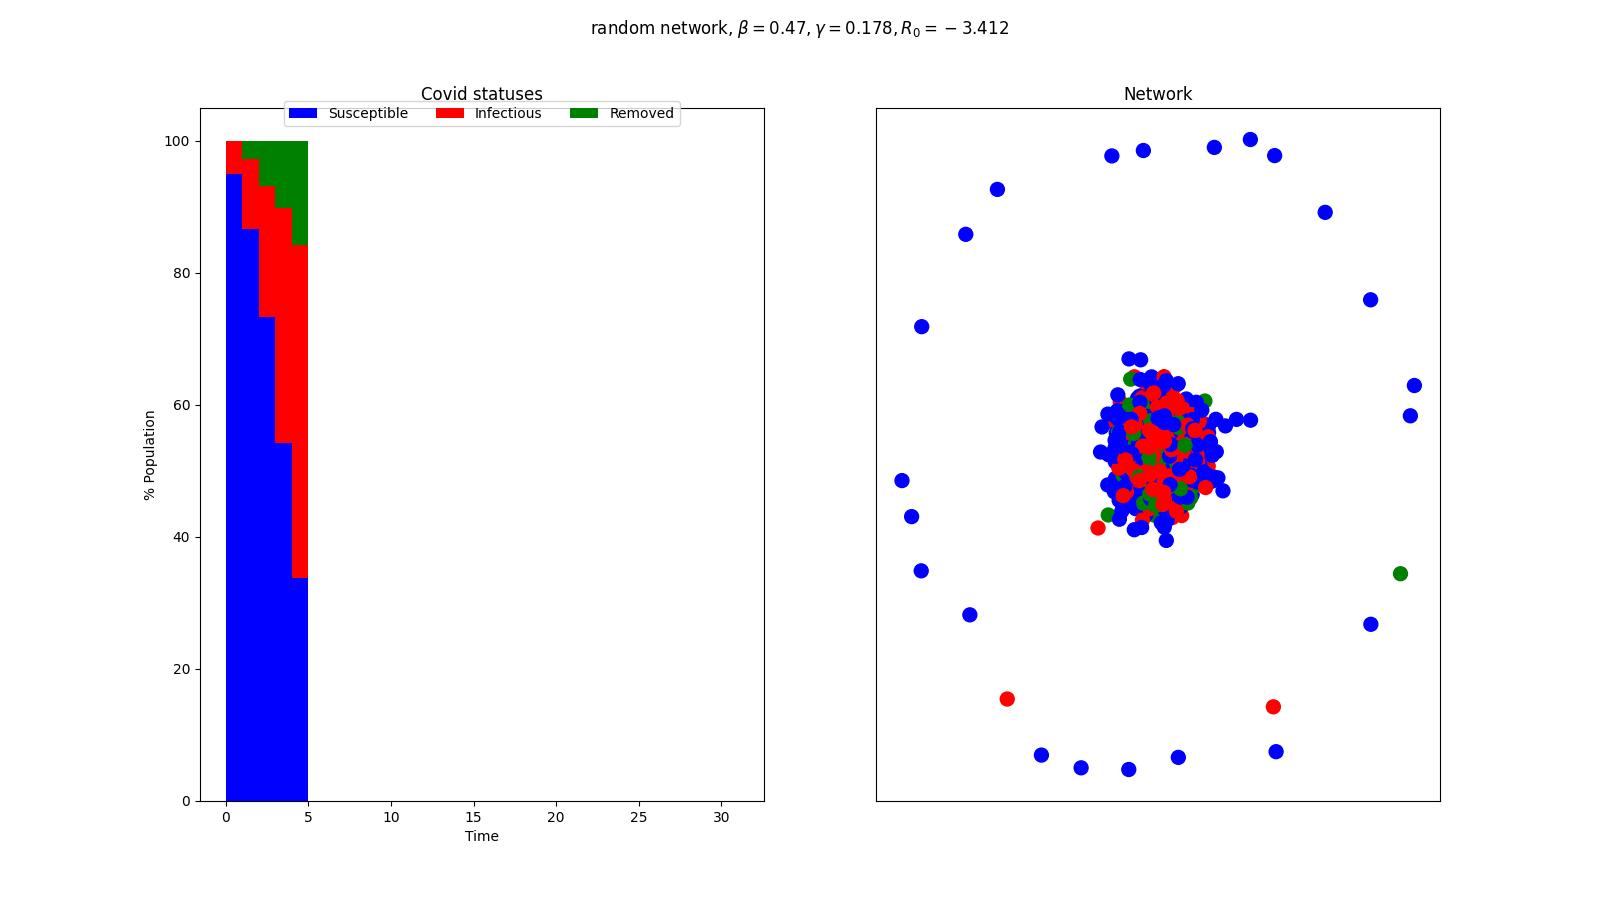 random network, β = 0.47, γ = 0.178, R₀ = − 3.412
Covid statuses
Susceptible Infectious Removed
100
80
60
40
20
0
% Population
0 5 10 15 20 25 30
Time
Network